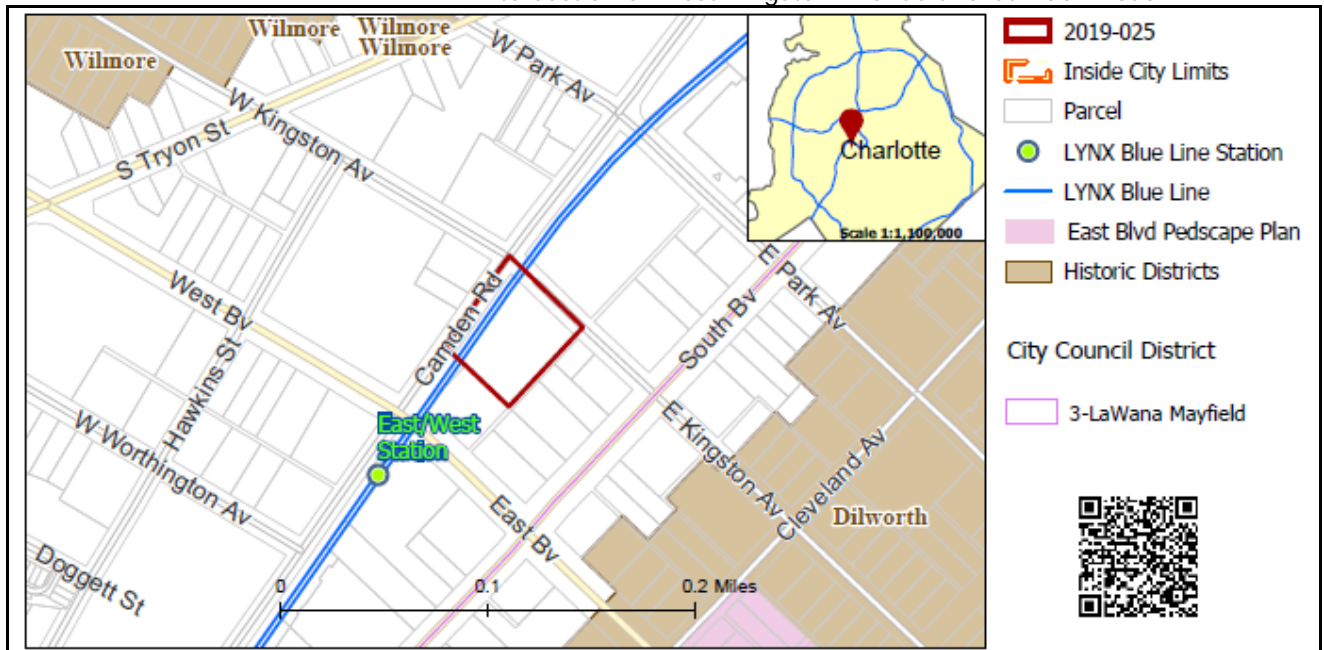 Wilmore
Wilmore
Wilmore
Wilmore
W Park Av
W Kingston Av
S Tryon St
Camden Rd
West Bv
Hawkins St
W Worthington Av
Doggett St
East/West
Station
East Bv
South Bv
E Park Av
E Kingston Av
Cleveland Av
Dilworth
0 0.1 0.2 Miles
Charlotte
Scale 1:1,100,000
2019-025
Inside City Limits
Parcel
LYNX Blue Line Station
LYNX Blue Line
East Blvd Pedscape Plan
Historic Districts
City Council District
3-LaWana Mayfield